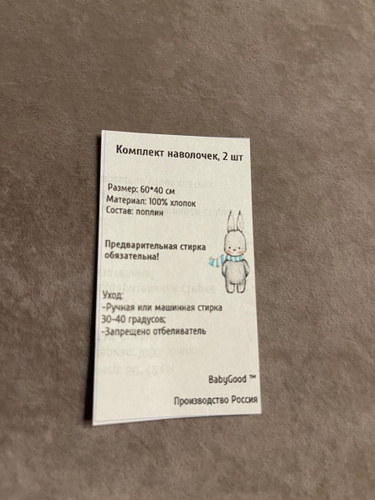 Комплект наволочек, 2 шт
Размер: 60*40 см
Материал: 100% хлопок
Состав: поплин
Предварительная стирка
обязательна!
Уход:
-Ручная или машинная стирка
30-40 градусов;
-Запрещено отбеливатель
BabyGood ™
Производство Россия